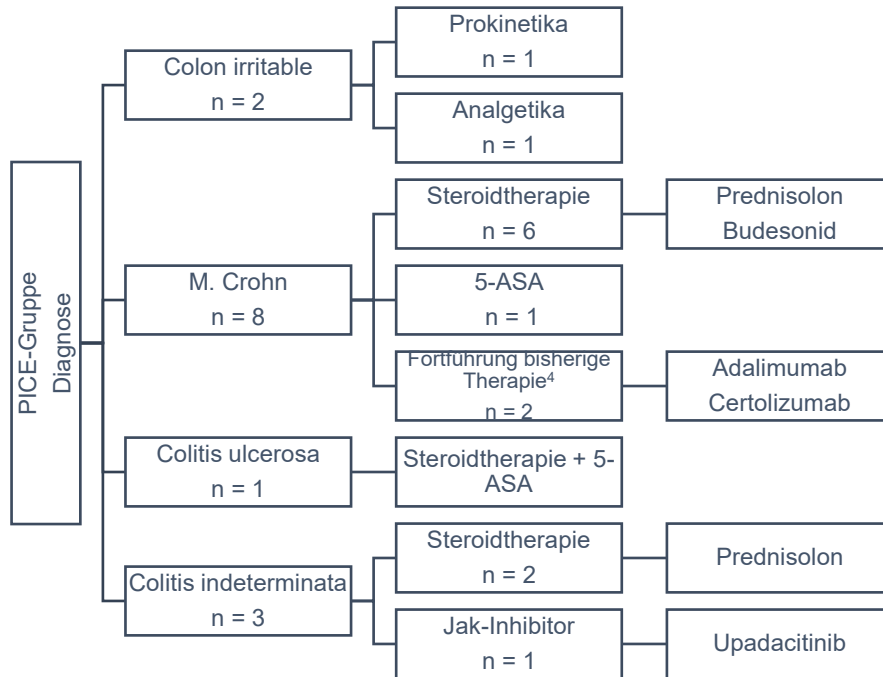 PICE-Gruppe
Diagnose
Colon irritable
n = 2
Prokinetika
n = 1
Analgetika
n = 1
M. Crohn
n = 8
Steroidtherapie
n = 6
Prednisolon
Budesonid
5-ASA
n = 1
Fortführung bisherige
Therapie⁴
n = 2
Adalimumab
Certolizumab
Colitis ulcerosa
n = 1
Steroidtherapie + 5-
ASA
Colitis indeterminata
n = 3
Steroidtherapie
n = 2
Prednisolon
Jak-Inhibitor
n = 1
Upadacitinib